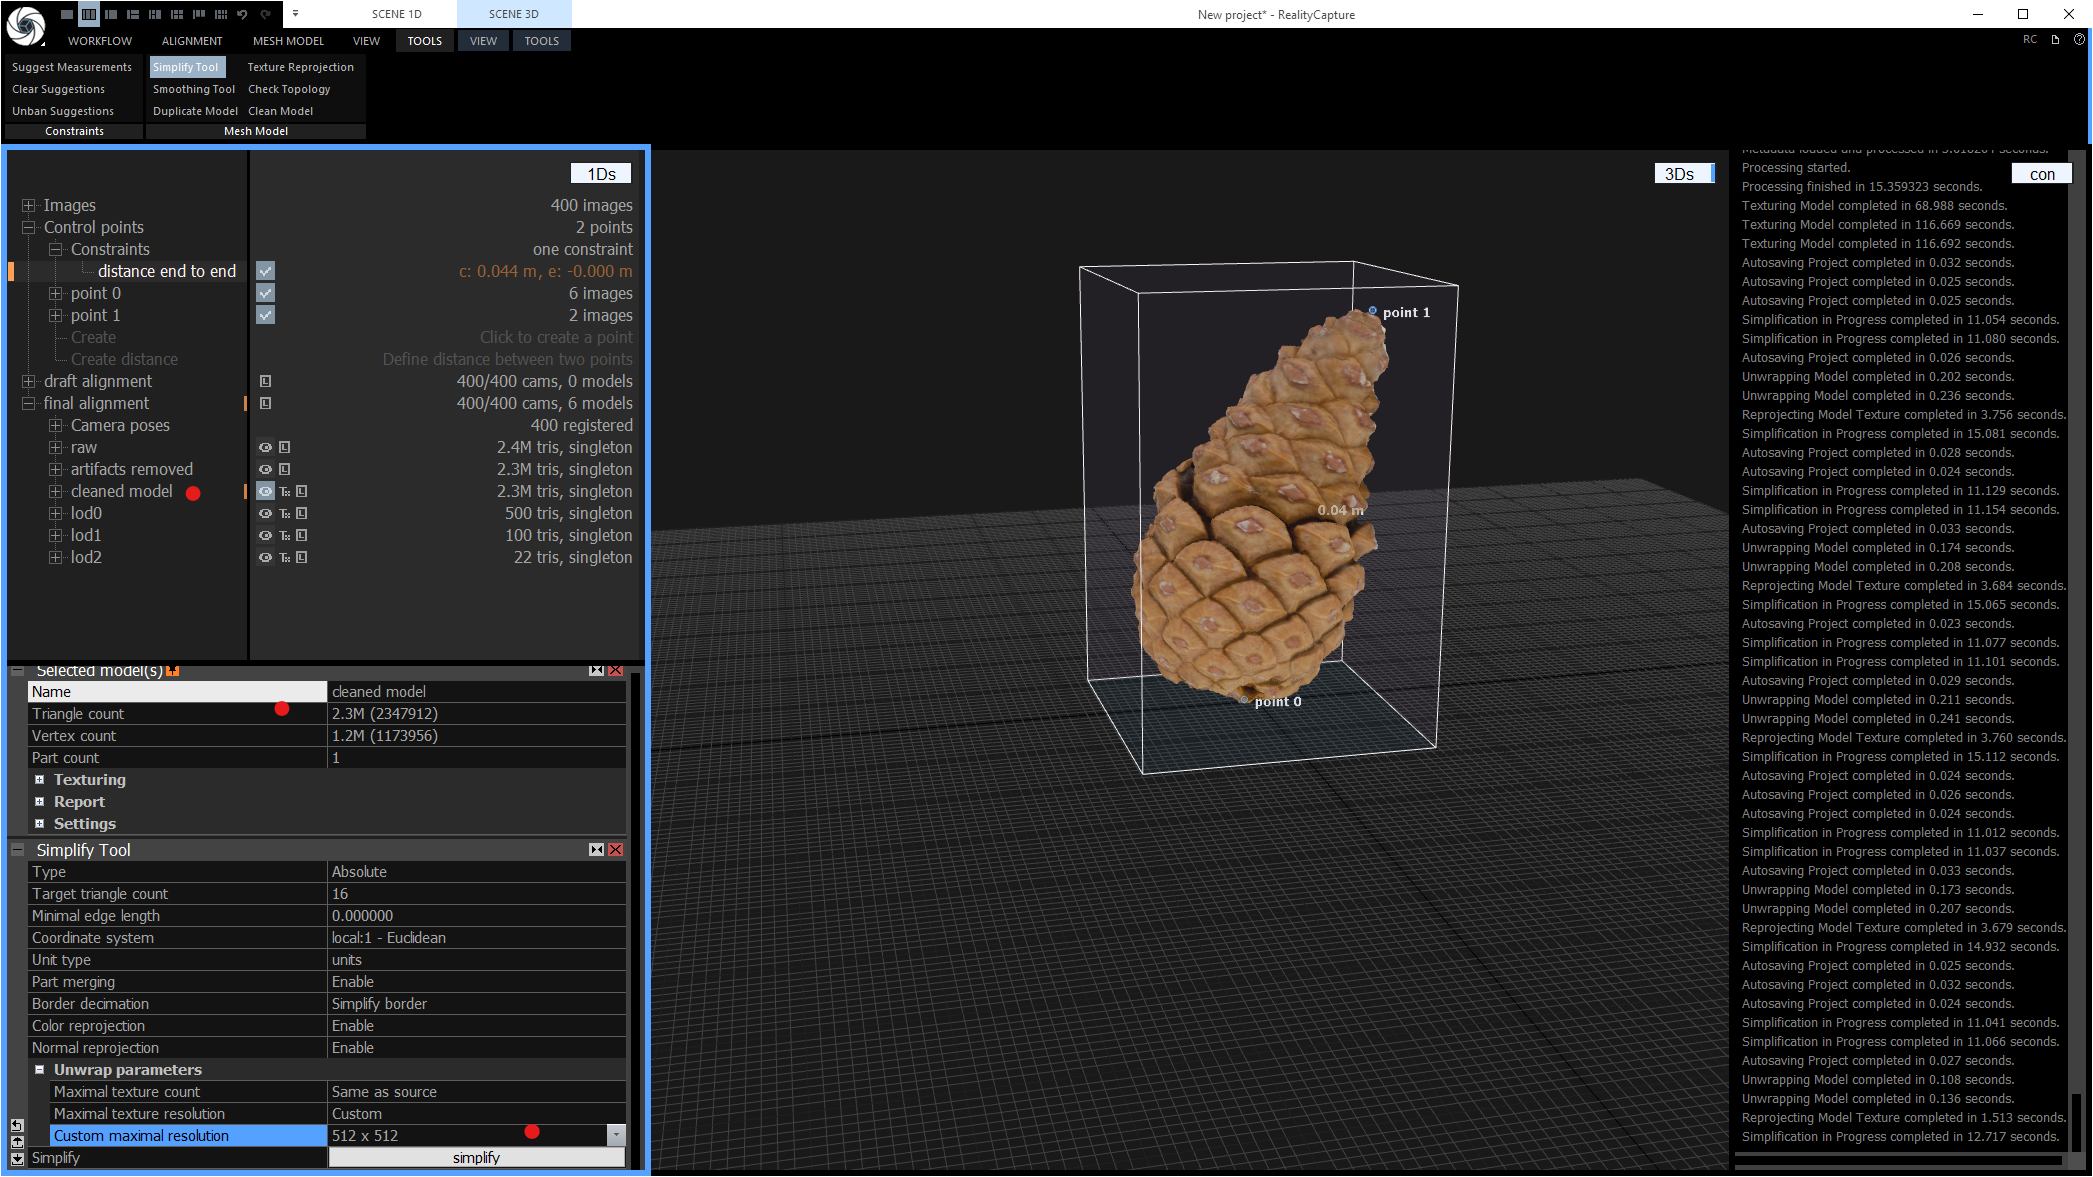 SCENE 1D
SCENE 3D
New project* - RealityCapture
WORKFLOW
ALIGNMENT
MESH MODEL
VIEW
TOOLS
VIEW
TOOLS
RC
Suggest Measurements
Simplify Tool
Texture Reprojection
Clear Suggestions
Smoothing Tool
Check Topology
Unban Suggestions
Duplicate Model
Clean Model
Constraints
Mesh Model
1Ds
Images 400 images
Control points 2 points
Constraints one constraint
distance end to end c: 0.044 m, e: -0.000 m
point 0 6 images
point 1 2 images
Create Click to create a point
Create distance Define distance between two points
draft alignment 400/400 cams, 0 models
final alignment 400/400 cams, 6 models
Camera poses 400 registered
raw 2.4M tris, singleton
artifacts removed 2.3M tris, singleton
cleaned model 2.3M tris, singleton
lod0 500 tris, singleton
lod1 100 tris, singleton
lod2 22 tris, singleton
Selected model(s)
Name cleaned model
Triangle count 2.3M (2347912)
Vertex count 1.2M (1173956)
Part count 1
Texturing
Report
Settings
Simplify Tool
Type Absolute
Target triangle count 16
Minimal edge length 0.000000
Coordinate system local:1 - Euclidean
Unit type units
Part merging Enable
Border decimation Simplify border
Color reprojection Enable
Normal reprojection Enable
Unwrap parameters
Maximal texture count Same as source
Maximal texture resolution Custom
Custom maximal resolution 512 x 512
Simplify simplify
3Ds
point 1
0.04 m
point 0
con
Metadata loaded and processed in 3.018204 seconds.
Processing started.
Processing finished in 15.359323 seconds.
Texturing Model completed in 68.988 seconds.
Texturing Model completed in 116.669 seconds.
Texturing Model completed in 116.692 seconds.
Autosaving Project completed in 0.032 seconds.
Autosaving Project completed in 0.025 seconds.
Autosaving Project completed in 0.025 seconds.
Simplification in Progress completed in 11.054 seconds.
Simplification in Progress completed in 11.080 seconds.
Autosaving Project completed in 0.026 seconds.
Unwrapping Model completed in 0.202 seconds.
Unwrapping Model completed in 0.236 seconds.
Reprojecting Model Texture completed in 3.756 seconds.
Simplification in Progress completed in 15.081 seconds.
Autosaving Project completed in 0.028 seconds.
Autosaving Project completed in 0.024 seconds.
Simplification in Progress completed in 11.129 seconds.
Simplification in Progress completed in 11.154 seconds.
Autosaving Project completed in 0.033 seconds.
Unwrapping Model completed in 0.174 seconds.
Unwrapping Model completed in 0.208 seconds.
Reprojecting Model Texture completed in 3.684 seconds.
Simplification in Progress completed in 15.065 seconds.
Autosaving Project completed in 0.023 seconds.
Simplification in Progress completed in 11.077 seconds.
Simplification in Progress completed in 11.101 seconds.
Autosaving Project completed in 0.029 seconds.
Unwrapping Model completed in 0.211 seconds.
Unwrapping Model completed in 0.241 seconds.
Reprojecting Model Texture completed in 3.760 seconds.
Simplification in Progress completed in 15.112 seconds.
Autosaving Project completed in 0.024 seconds.
Autosaving Project completed in 0.026 seconds.
Autosaving Project completed in 0.024 seconds.
Simplification in Progress completed in 11.012 seconds.
Simplification in Progress completed in 11.037 seconds.
Autosaving Project completed in 0.033 seconds.
Unwrapping Model completed in 0.173 seconds.
Unwrapping Model completed in 0.207 seconds.
Reprojecting Model Texture completed in 3.679 seconds.
Simplification in Progress completed in 14.932 seconds.
Autosaving Project completed in 0.025 seconds.
Autosaving Project completed in 0.032 seconds.
Autosaving Project completed in 0.024 seconds.
Simplification in Progress completed in 11.041 seconds.
Simplification in Progress completed in 11.066 seconds.
Autosaving Project completed in 0.027 seconds.
Unwrapping Model completed in 0.108 seconds.
Unwrapping Model completed in 0.136 seconds.
Reprojecting Model Texture completed in 1.513 seconds.
Simplification in Progress completed in 12.717 seconds.